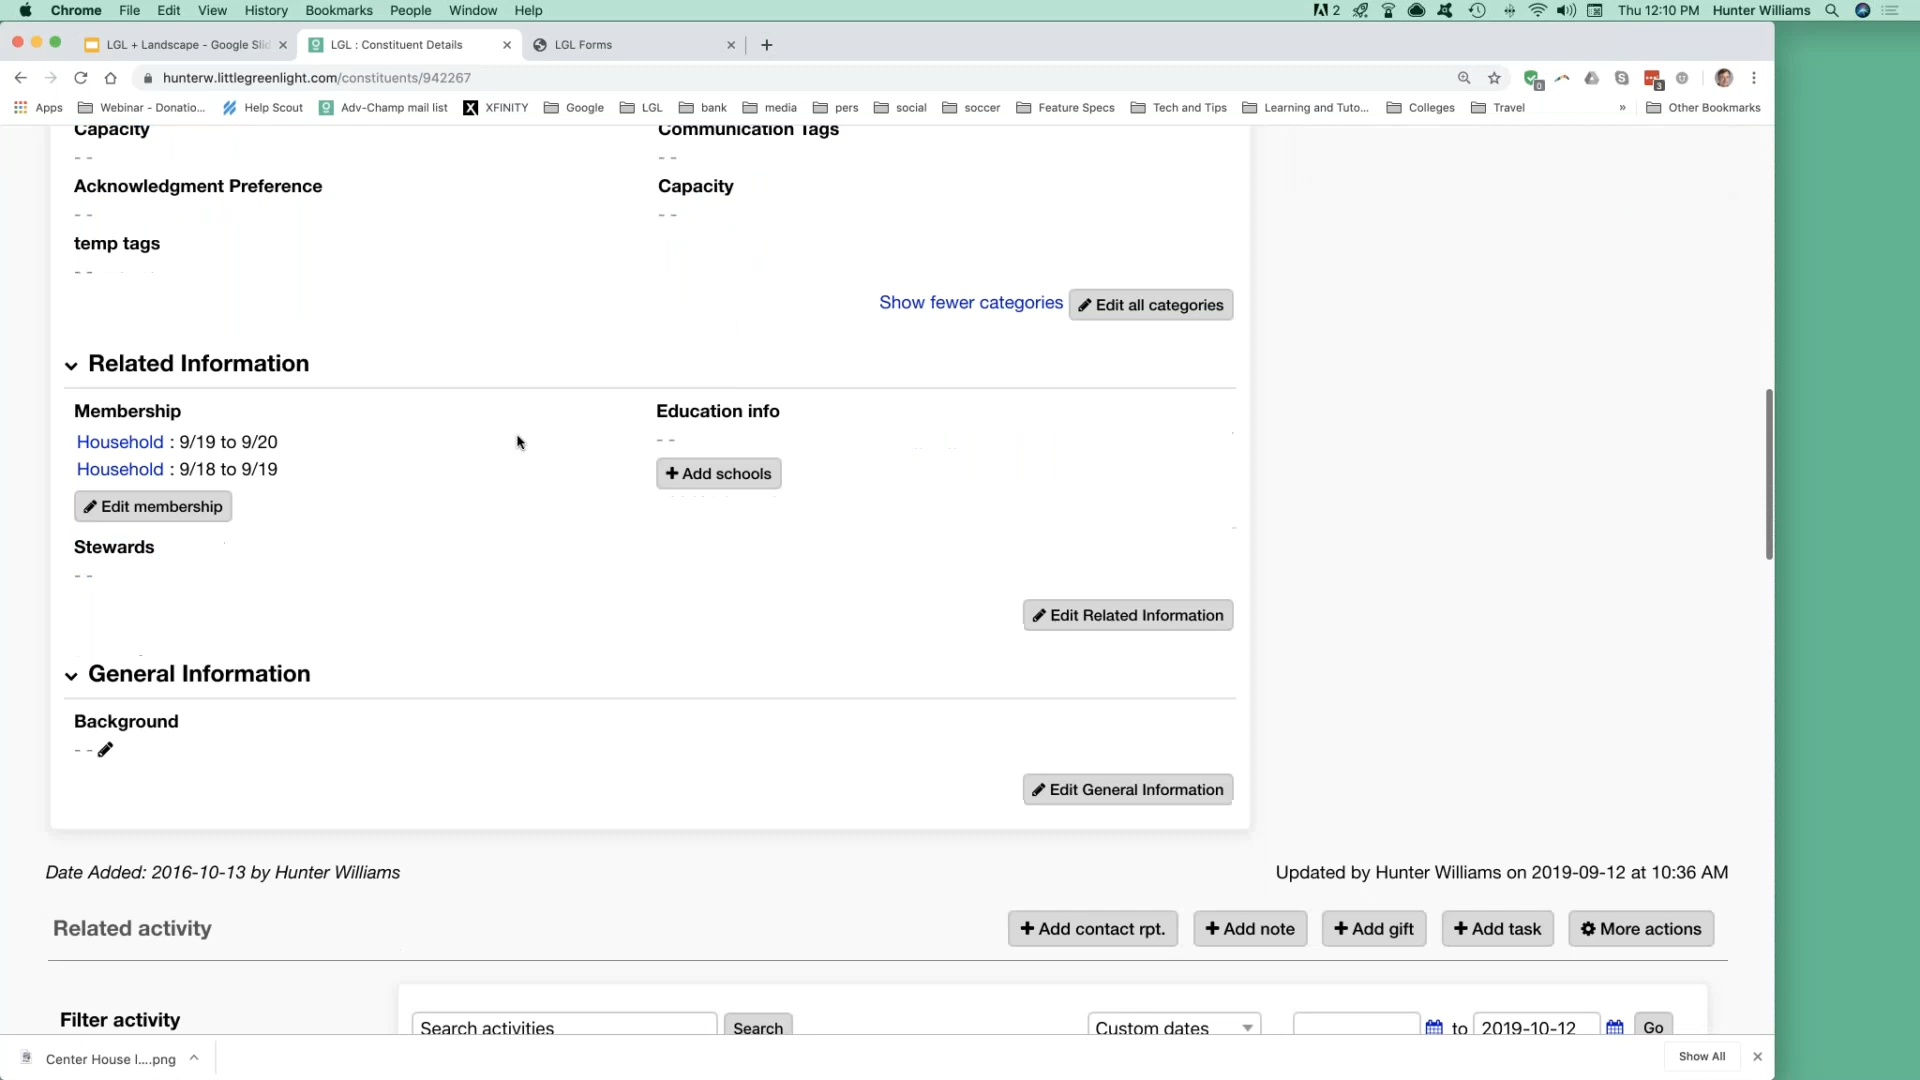 Chrome File Edit View History Bookmarks People Window Help 2 Thu 12:10 PM Hunter Williams
LGL + Landscape - Google Slid LGL : Constituent Details LGL Forms
hunterw.littlegreenlight.com/constituents/942267
Apps Webinar - Donatio... Help Scout Adv-Champ mail list XFINITY Google LGL bank media pers social soccer Feature Specs Tech and Tips Learning and Tuto... Colleges Travel » Other Bookmarks
Capacity Communication Tags
- - - -
Acknowledgment Preference Capacity
- - - -
temp tags
- -
Show fewer categories Edit all categories
Related Information
Membership Education info
Household : 9/19 to 9/20 - -
Household : 9/18 to 9/19 + Add schools
Edit membership
Stewards
- -
Edit Related Information
General Information
Background
- -
Edit General Information
Date Added: 2016-10-13 by Hunter Williams Updated by Hunter Williams on 2019-09-12 at 10:36 AM
Related activity + Add contact rpt. + Add note + Add gift + Add task More actions
Filter activity Search activities Search Custom dates to 2019-10-12 Go
Center House I....png Show All